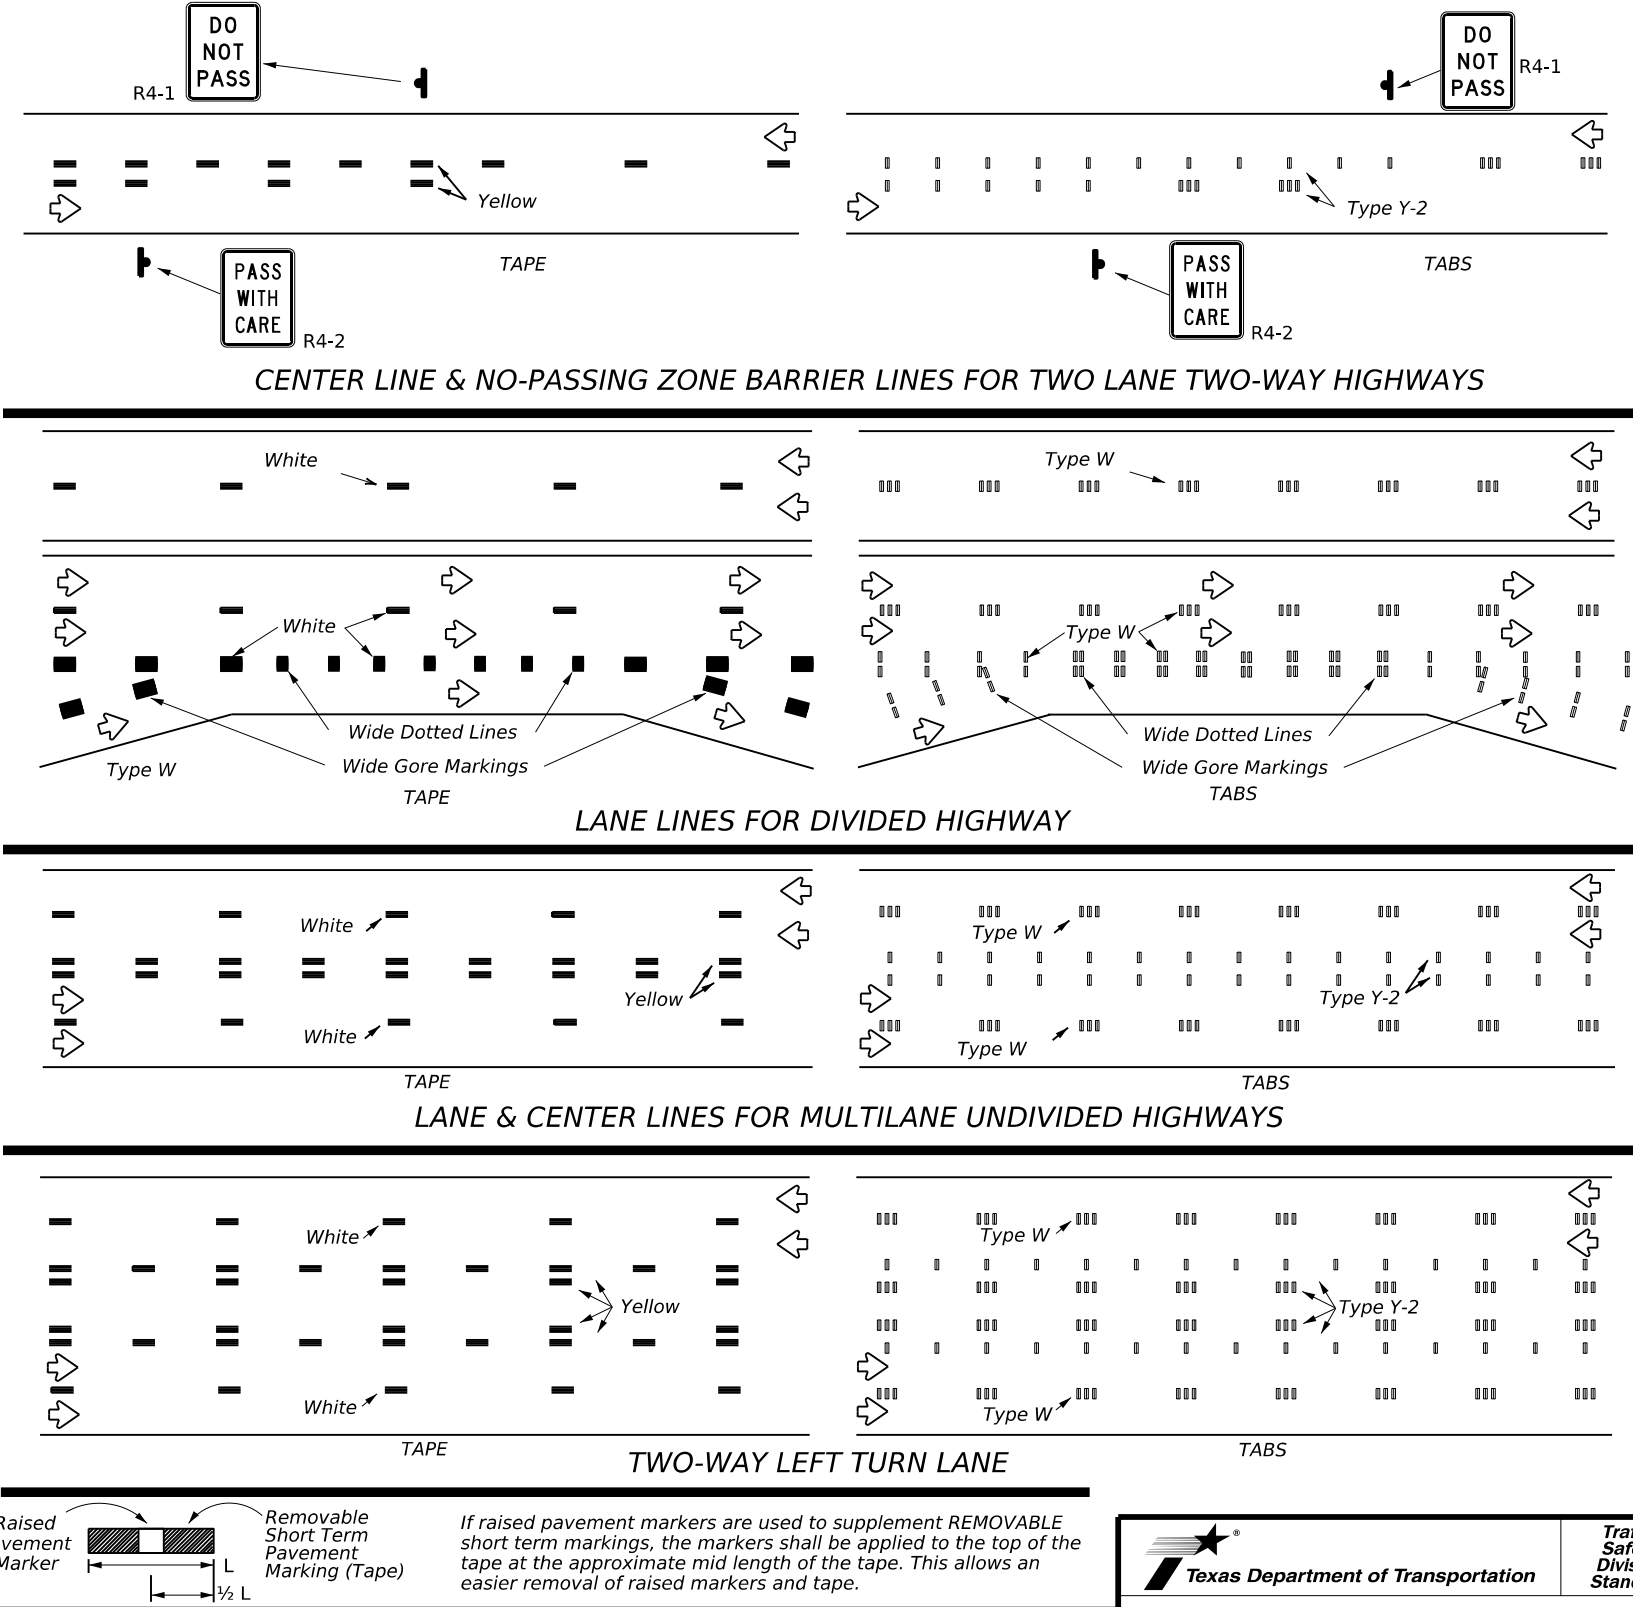 DO
NOT
PASS
R4-1
DO
NOT
PASS
R4-1
Yellow
Type Y-2
PASS
WITH
CARE
R4-2
TAPE
PASS
WITH
CARE
R4-2
TABS
CENTER LINE & NO-PASSING ZONE BARRIER LINES FOR TWO LANE TWO-WAY HIGHWAYS
White
Type W
White
Type W
Wide Dotted Lines
Wide Gore Markings
Type W
TAPE
Wide Dotted Lines
Wide Gore Markings
TABS
LANE LINES FOR DIVIDED HIGHWAY
White
Yellow
White
TAPE
Type W
Type Y-2
Type W
TABS
LANE & CENTER LINES FOR MULTILANE UNDIVIDED HIGHWAYS
White
Yellow
White
TAPE
Type W
Type Y-2
Type W
TABS
TWO-WAY LEFT TURN LANE
Raised
vement
Marker
L
½ L
Removable
Short Term
Pavement
Marking (Tape)
If raised pavement markers are used to supplement REMOVABLE
short term markings, the markers shall be applied to the top of the
tape at the approximate mid length of the tape. This allows an
easier removal of raised markers and tape.
®
Texas Department of Transportation
Traf
Safe
Divis
Stand